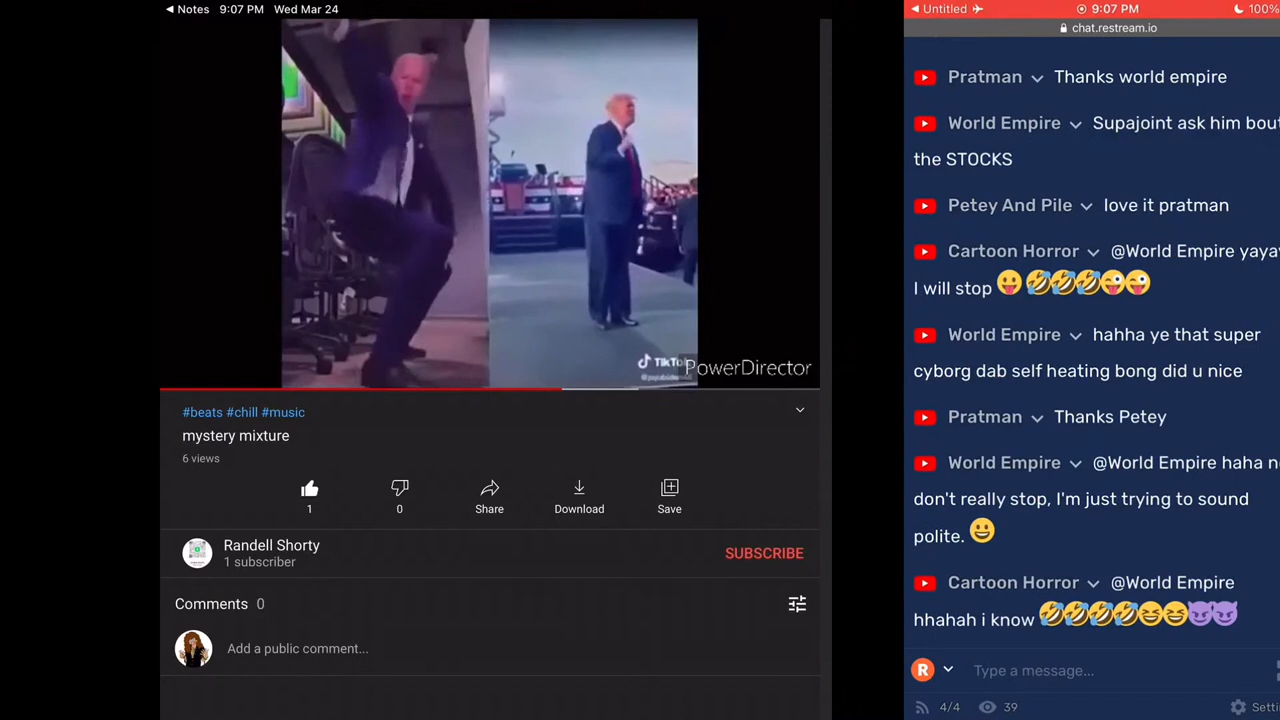 Notes 9:07 PM Wed Mar 24
TikTok
PowerDirector
#beats #chill #music
mystery mixture
6 views
1
0
Share
Download
Save
Randell Shorty
1 subscriber
SUBSCRIBE
Comments 0
Add a public comment...
Untitled 9:07 PM 100%
chat.restream.io
Pratman Thanks world empire
World Empire Supajoint ask him bout
the STOCKS
Petey And Pile love it pratman
Cartoon Horror @World Empire
I will stop 😛 🤣🤣🤣😜😜
World Empire hahha ye that super
cyborg dab self heating bong did u nice
Pratman Thanks Petey
World Empire @World Empire haha
don't really stop, I'm just trying to sound
polite. 😀
Cartoon Horror @World Empire
hhahah i know 🤣🤣🤣🤣😆😆😈😈
R Type a message...
4/4 39